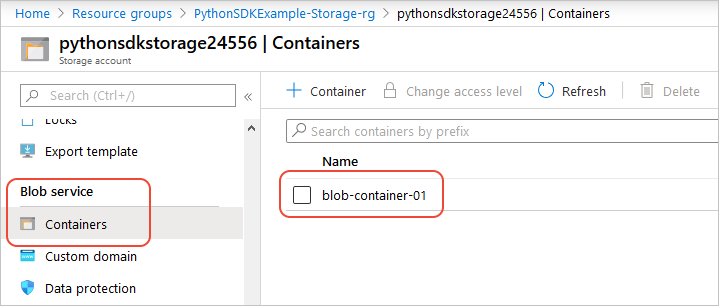 Home > Resource groups > PythonSDKExample-Storage-rg > pythonsdkstorage24556 | Containers
pythonsdkstorage24556 | Containers
Storage account
Search (Ctrl+/) «
+ Container Change access level Refresh Delete
Locks
Search containers by prefix
Export template
Name
Blob service
blob-container-01
Containers
Custom domain
Data protection